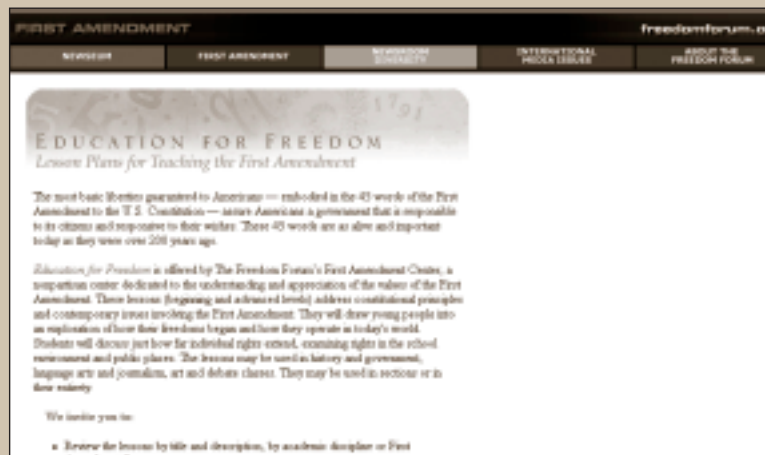 FIRST AMENDMENT
freedomforum.o
NEWSEUM
FIRST AMENDMENT
NEWSROOM
DIVERSITY
INTERNATIONAL
MEDIA ISSUES
ABOUT THE
FREEDOM FORUM
1791
EDUCATION FOR FREEDOM
Lesson Plans for Teaching the First Amendment
The most basic liberties guaranteed to Americans — embodied in the 45 words of the First
Amendment to the U.S. Constitution — assure Americans a government that is responsible
to its citizens and responsive to their wishes. These 45 words are as alive and important
today as they were over 200 years ago.
Education for Freedom is offered by The Freedom Forum's First Amendment Center, a
nonpartisan center dedicated to the understanding and appreciation of the values of the First
Amendment. These lessons (beginning and advanced levels) address constitutional principles
and contemporary issues involving the First Amendment. They will draw young people into
an exploration of how their freedoms began and how they operate in today's world.
Students will discuss just how far individual rights extend, examining rights in the school
environment and public places. The lessons may be used in history and government,
language arts and journalism, art and debate classes. They may be used in sections or in
their entirety.
We invite you to:
• Review the lessons by title and description, by academic discipline or First